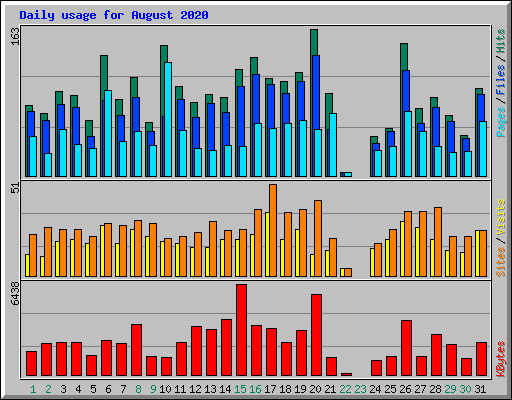 Daily usage for August 2020
163
Pages / Files / Hits
51
Sites / Visits
6438
KBytes
1 2 3 4 5 6 7 8 9 10 11 12 13 14 15 16 17 18 19 20 21 22 23 24 25 26 27 28 29 30 31